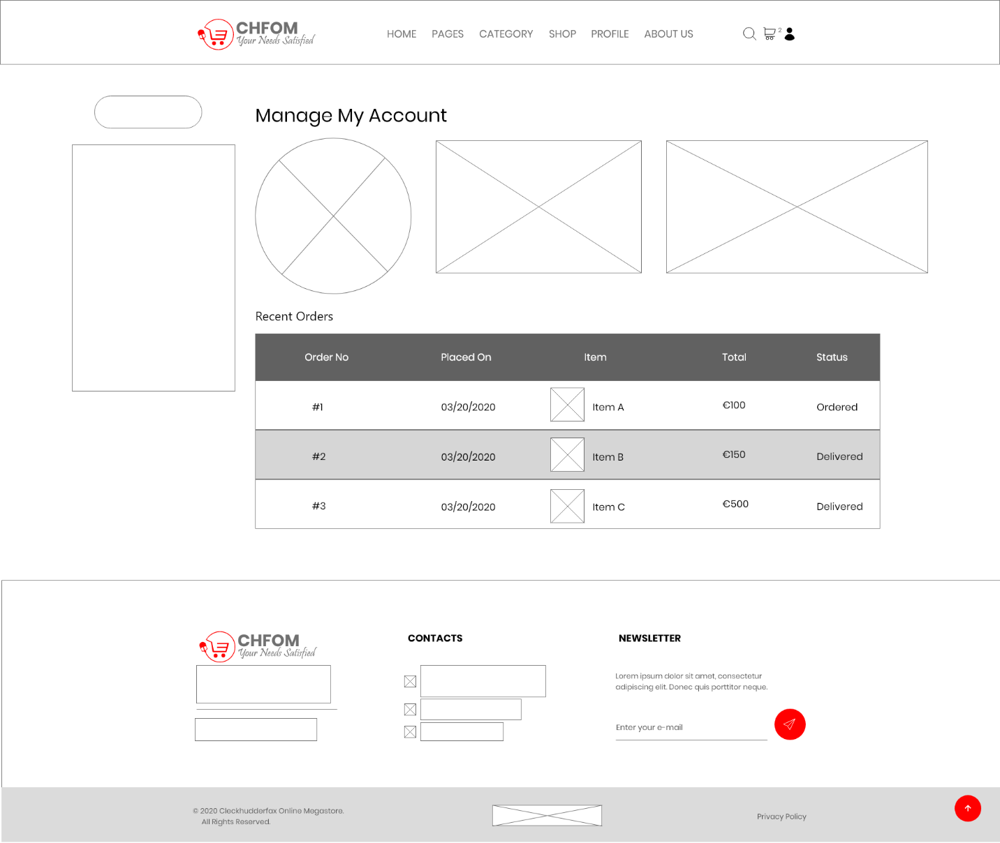 CHFOM
Your Needs Satisfied
HOME PAGES CATEGORY SHOP PROFILE ABOUT US
2
Manage My Account
Recent Orders
Order No Placed On Item Total Status
#1 03/20/2020 Item A €100 Ordered
#2 03/20/2020 Item B €150 Delivered
#3 03/20/2020 Item C €500 Delivered
CHFOM
Your Needs Satisfied
CONTACTS
NEWSLETTER
Lorem ipsum dolor sit amet, consectetur
adipiscing elit. Donec quis porttitor neque.
Enter your e-mail
© 2020 Cleckhudderfax Online Megastore.
All Rights Reserved.
Privacy Policy